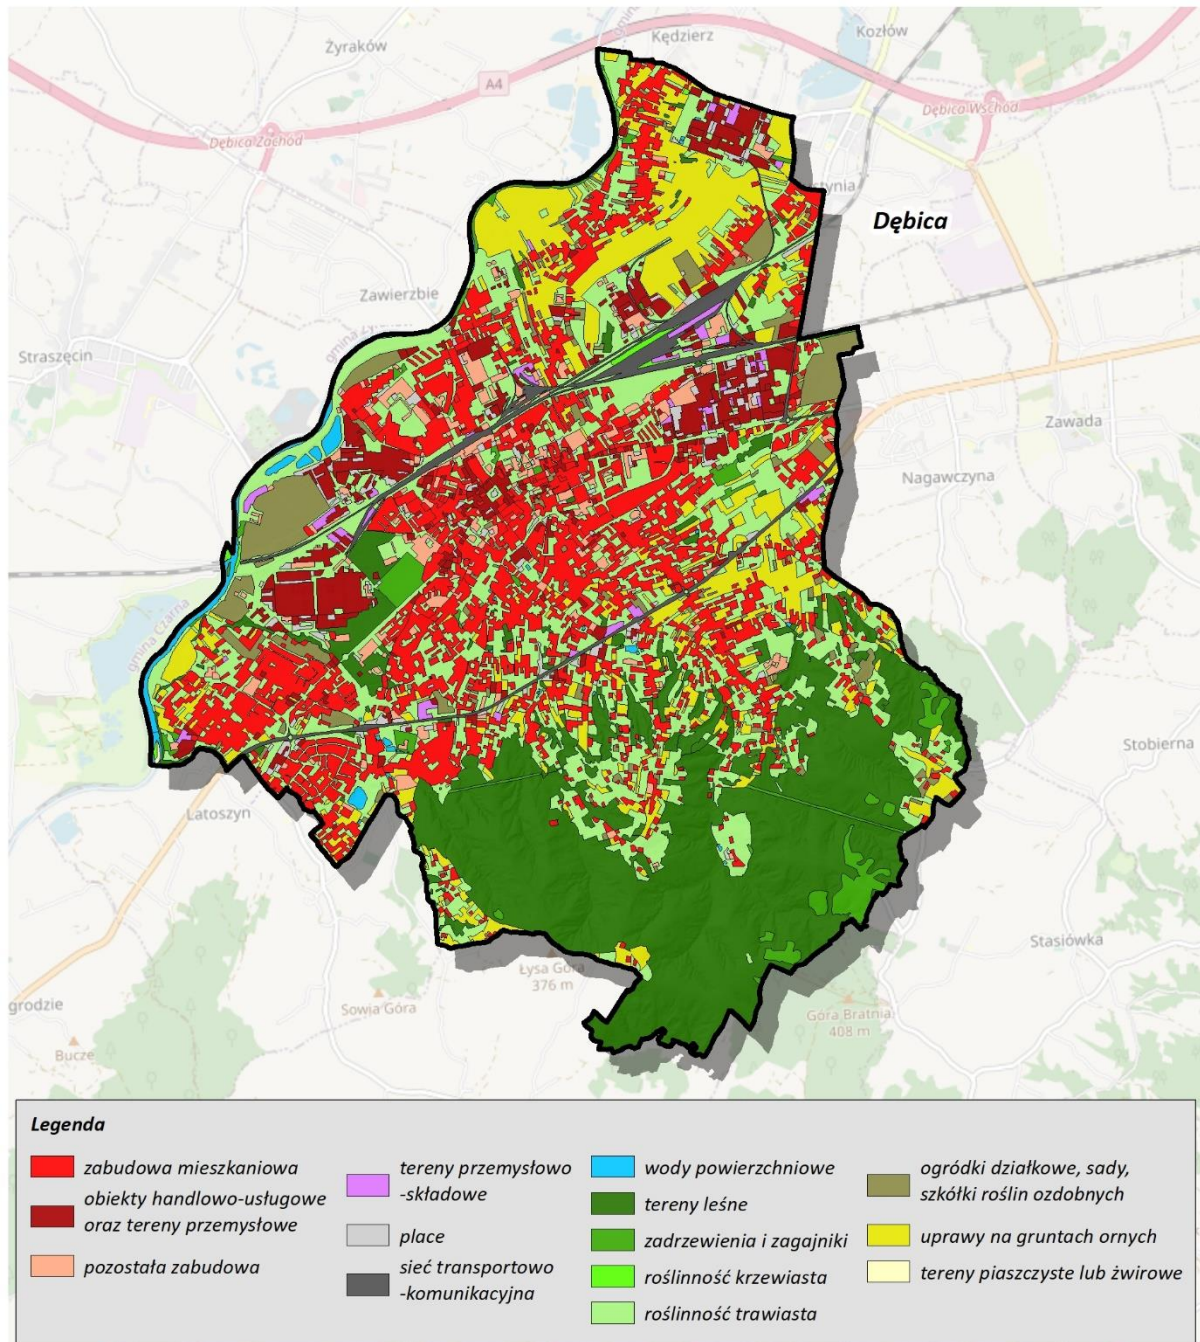 Żyraków
Kędzierz
Kozłów
A4
Dębica Zachód
Dębica Wschód
Dębica
Zawierzbie
Straszęcin
Zawada
Nagawczyna
gmina Czarna
Stobierna
Latoszyn
Stasiówka
Łysa Góra
376 m
Sowia Góra
Góra Bratnia
408 m
Bucze
Legenda
zabudowa mieszkaniowa
obiekty handlowo-usługowe
oraz tereny przemysłowe
pozostała zabudowa
tereny przemysłowo
-składowe
place
sieć transportowo
-komunikacyjna
wody powierzchniowe
tereny leśne
zadrzewienia i zagajniki
roślinność krzewiasta
roślinność trawiasta
ogródki działkowe, sady,
szkółki roślin ozdobnych
uprawy na gruntach ornych
tereny piaszczyste lub żwirowe